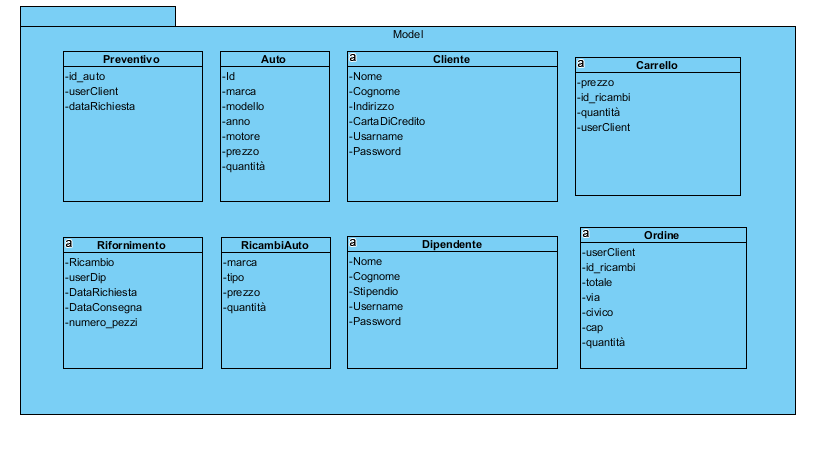 Model
Preventivo
-id_auto
-userClient
-dataRichiesta
Auto
-Id
-marca
-modello
-anno
-motore
-prezzo
-quantità
a
Cliente
-Nome
-Cognome
-Indirizzo
-CartaDiCredito
-Usarname
-Password
a
Carrello
-prezzo
-id_ricambi
-quantità
-userClient
a
Rifornimento
-Ricambio
-userDip
-DataRichiesta
-DataConsegna
-numero_pezzi
RicambiAuto
-marca
-tipo
-prezzo
-quantità
a
Dipendente
-Nome
-Cognome
-Stipendio
-Username
-Password
a
Ordine
-userClient
-id_ricambi
-totale
-via
-civico
-cap
-quantità